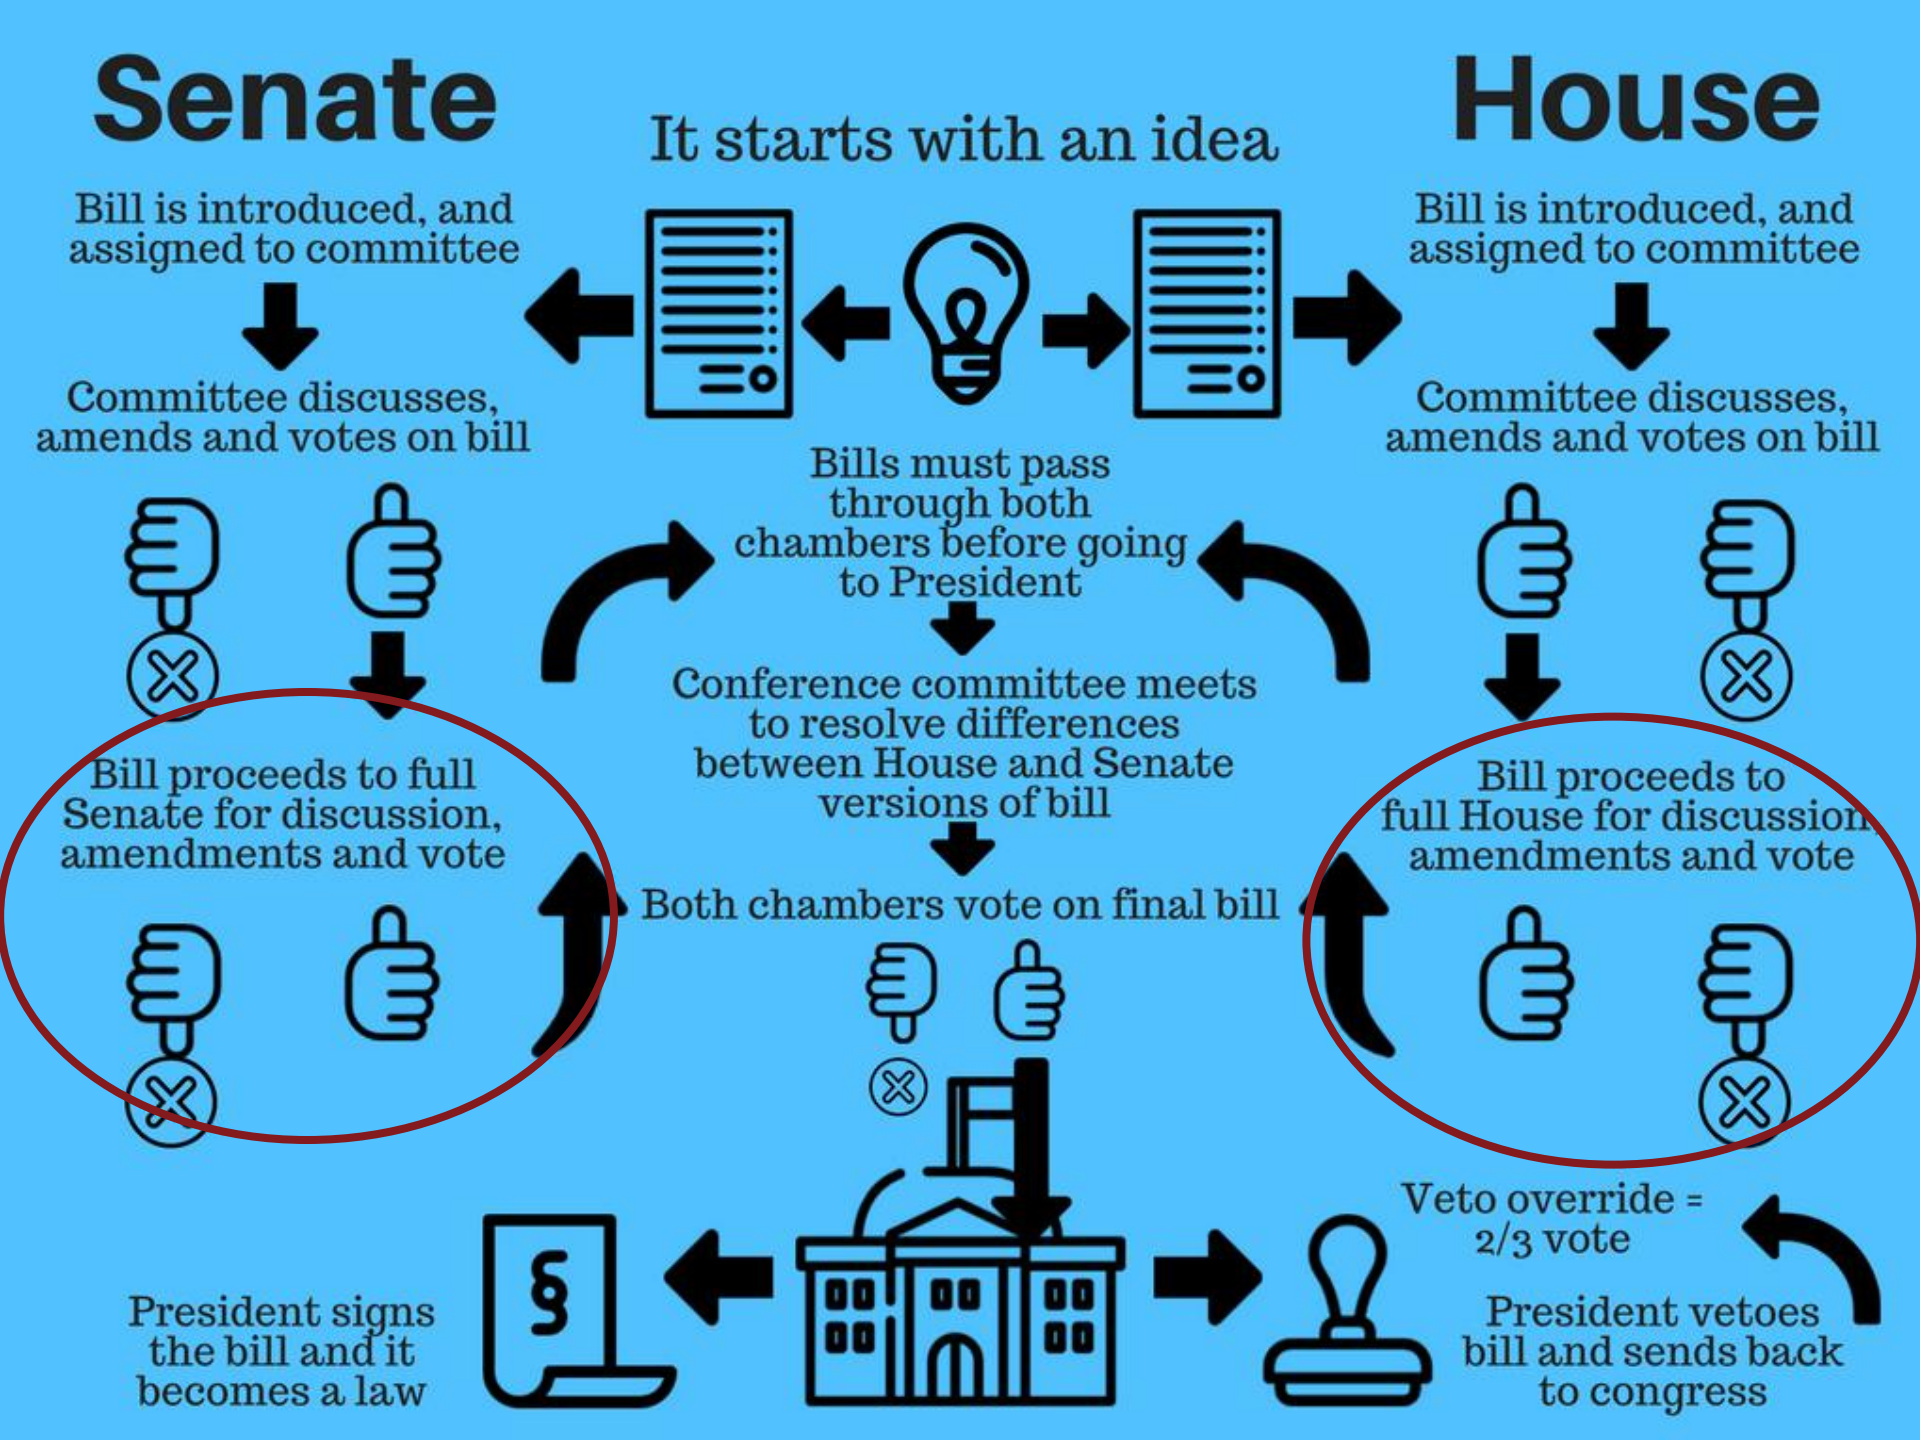 Senate
House
It starts with an idea
Bill is introduced, and
assigned to committee
Bill is introduced, and
assigned to committee
Committee discusses,
amends and votes on bill
Committee discusses,
amends and votes on bill
Bills must pass
through both
chambers before going
to President
Conference committee meets
to resolve differences
between House and Senate
versions of bill
Bill proceeds to full
Senate for discussion,
amendments and vote
Bill proceeds to
full House for discussion,
amendments and vote
Both chambers vote on final bill
Veto override =
2/3 vote
President signs
the bill and it
becomes a law
§
President vetoes
bill and sends back
to congress